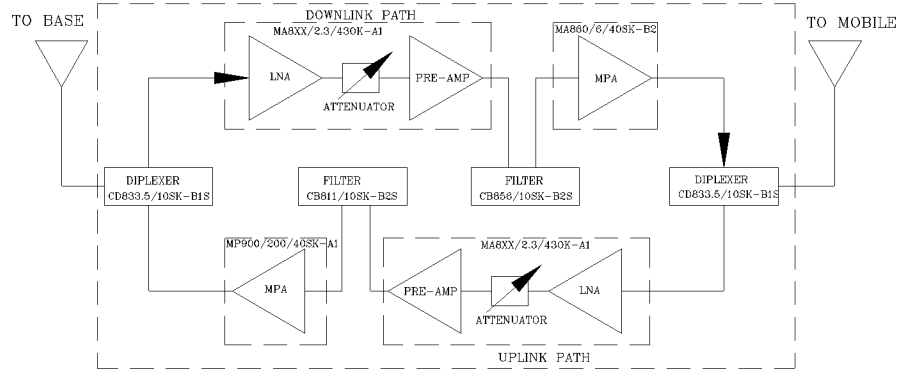 DOWNLINK PATH
TO BASE
TO MOBILE
MA8XX/2.3/430K-A1
MA860/6/40SK-B2
LNA
PRE-AMP
MPA
ATTENUATOR
DIPLEXER
CD833.5/10SK-B1S
FILTER
CB811/10SK-B2S
FILTER
CB856/10SK-B2S
DIPLEXER
CD833.5/10SK-B1S
MP900/200/40SK-A1
MA8XX/2.3/430K-A1
MPA
PRE-AMP
LNA
ATTENUATOR
UPLINK PATH